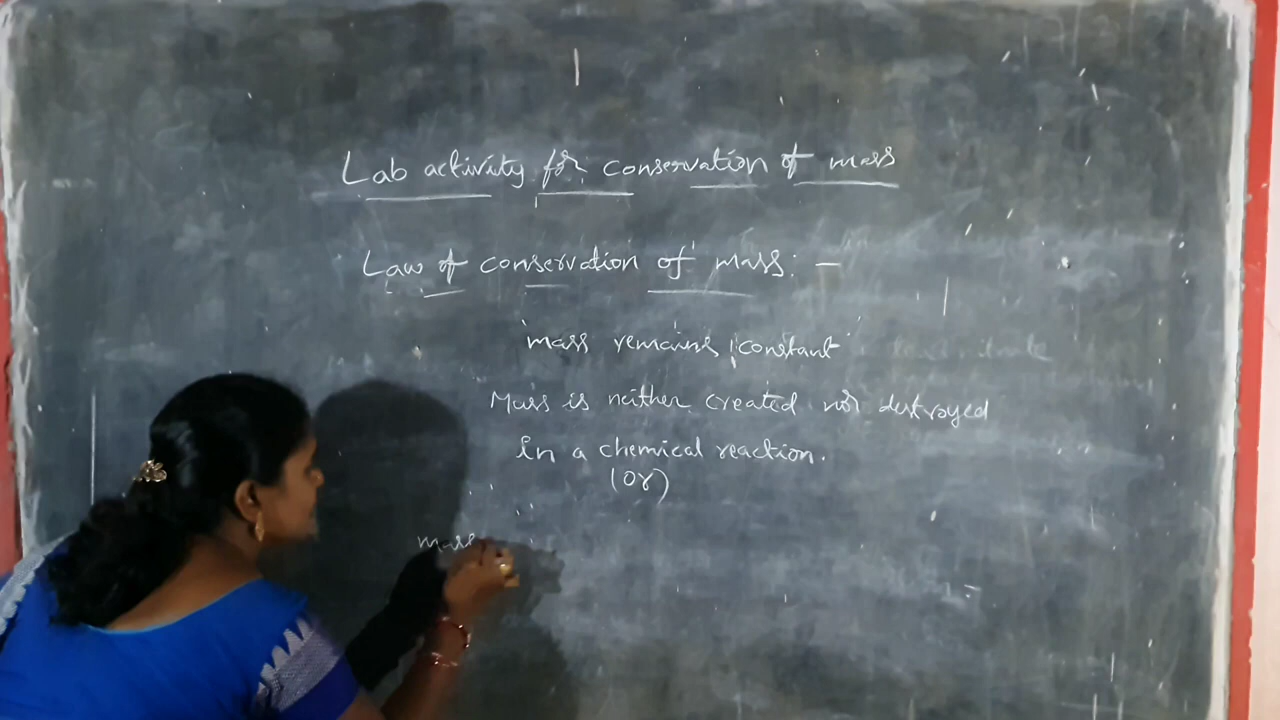 Lab activity for conservation of mass
Law of conservation of mass: -
"mass remains constant"
Mass is neither created nor destroyed
in a chemical reaction.
(Or)
mass